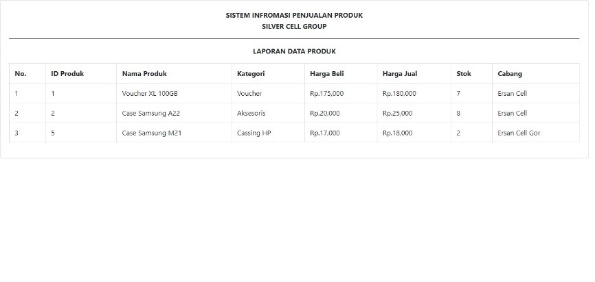 SISTEM INFROMASI PENJUALAN PRODUK
SILVER CELL GROUP
LAPORAN DATA PRODUK
No. ID Produk Nama Produk Kategori Harga Beli Harga Jual Stok Cabang
1 1 Voucher XL 100GB Voucher Rp.175,000 Rp.180,000 7 Ersan Cell
2 2 Case Samsung A22 Aksesoris Rp.20,000 Rp.25,000 8 Ersan Cell
3 5 Case Samsung M21 Cassing HP Rp.17,000 Rp.18,000 2 Ersan Cell Gor